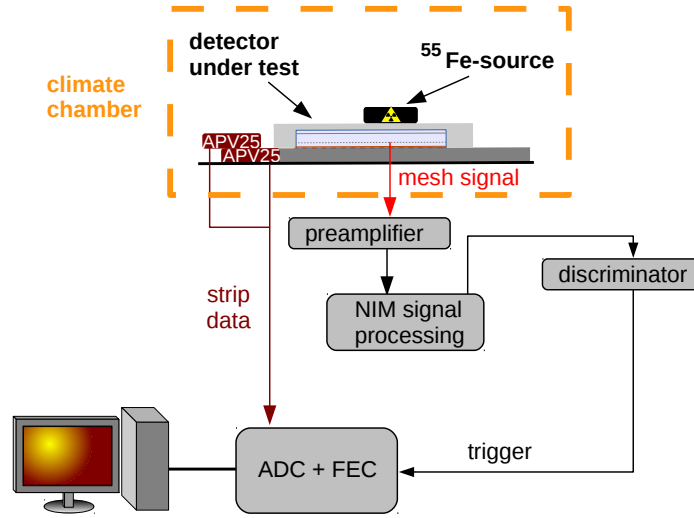 detector
under test
⁵⁵Fe-source
climate
chamber
APV25
APV25
mesh signal
preamplifier
discriminator
NIM signal
processing
strip
data
trigger
ADC + FEC